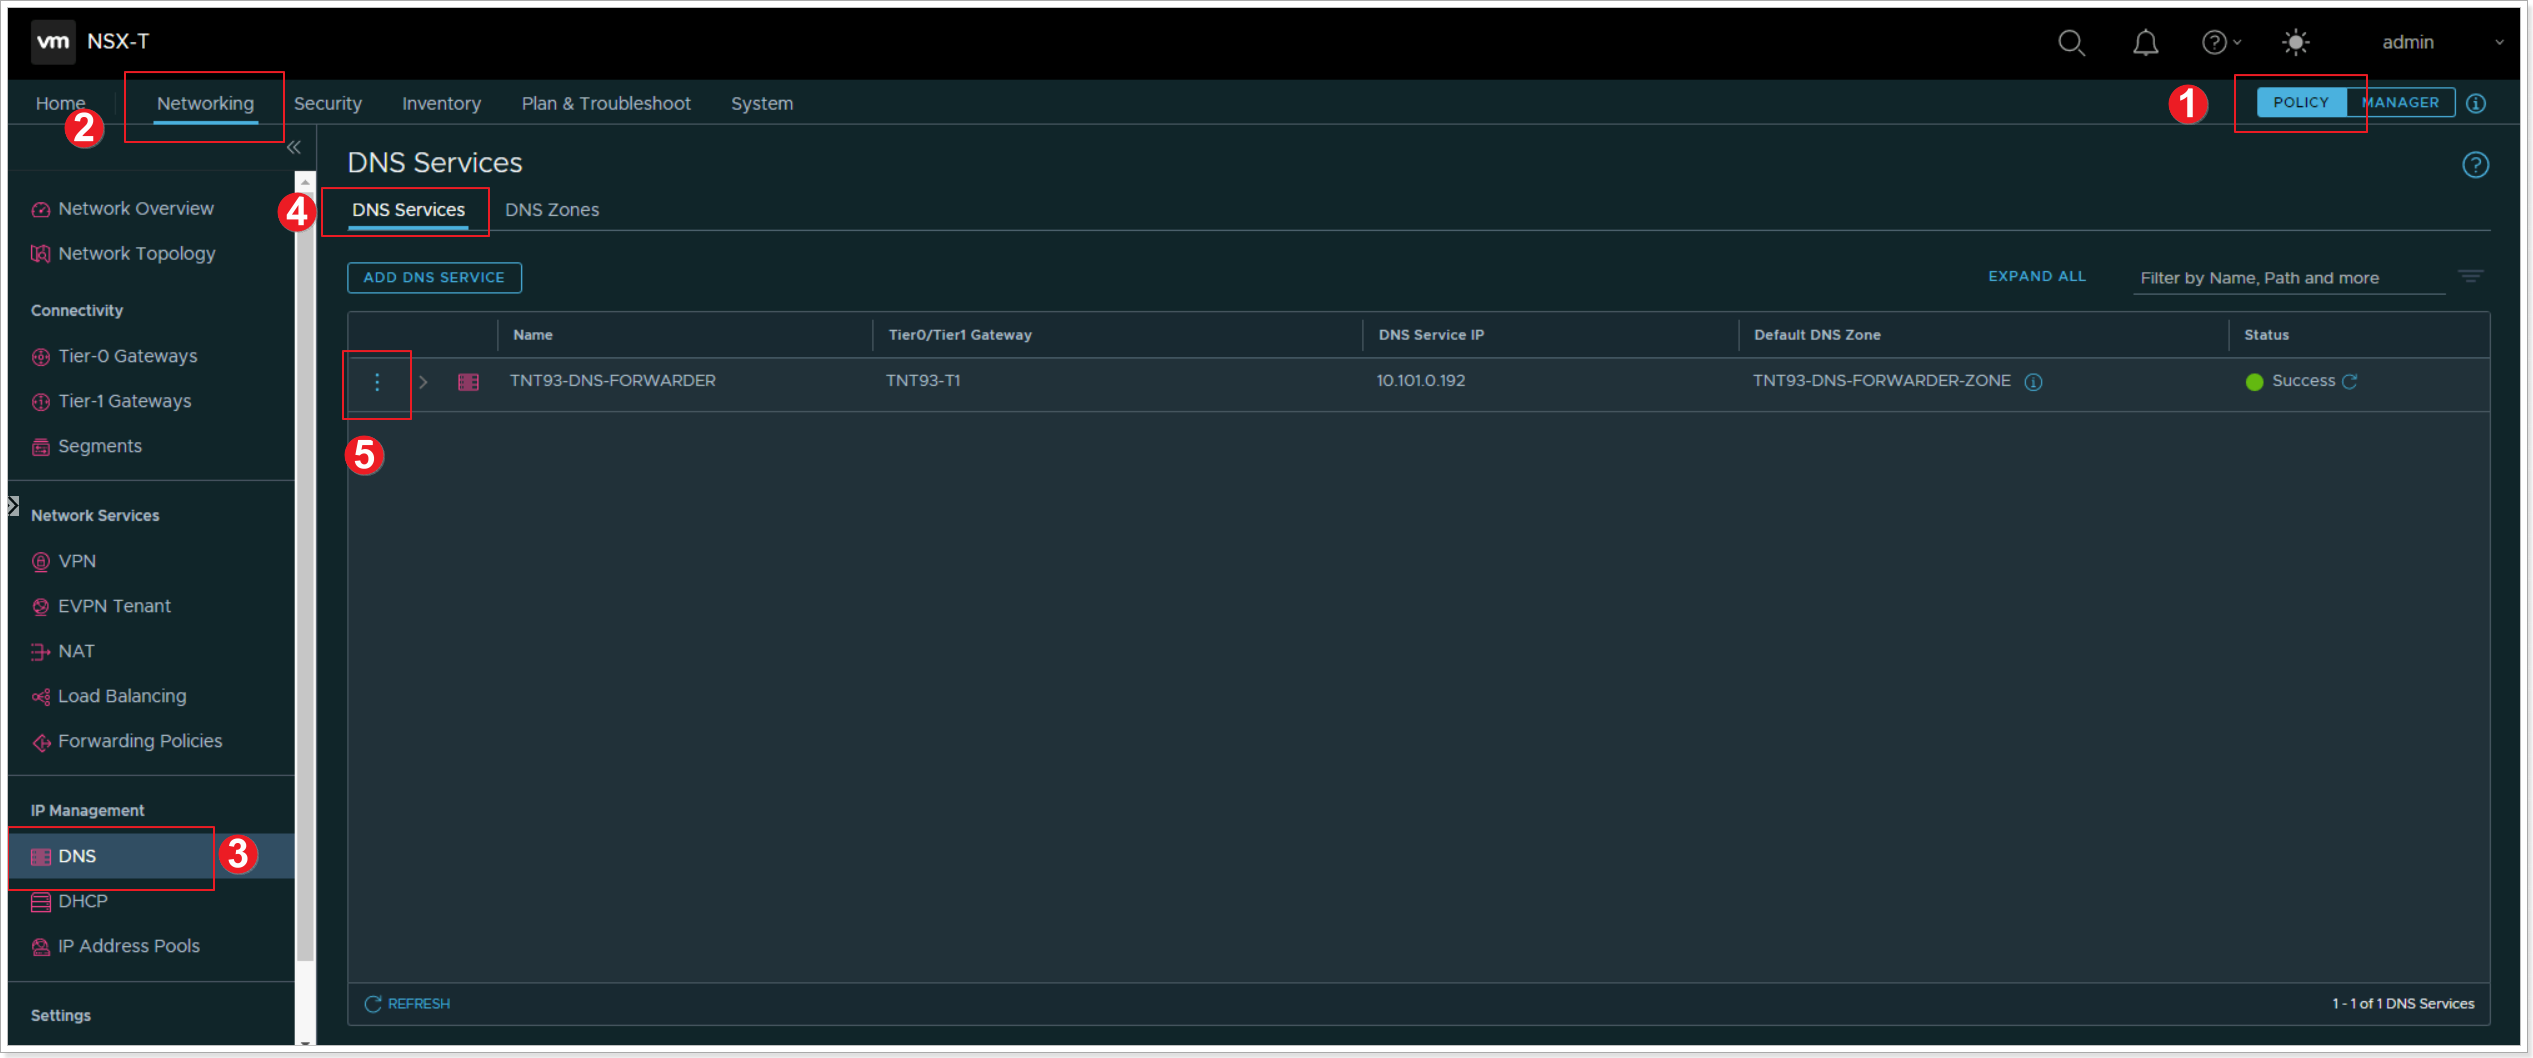 vm NSX-T
admin
Home
Networking
Security
Inventory
Plan & Troubleshoot
System
1
POLICY
MANAGER
2
DNS Services
4
DNS Services
DNS Zones
Network Overview
Network Topology
Connectivity
Tier-0 Gateways
Tier-1 Gateways
Segments
Network Services
VPN
EVPN Tenant
NAT
Load Balancing
Forwarding Policies
IP Management
DNS
3
DHCP
IP Address Pools
Settings
ADD DNS SERVICE
EXPAND ALL
Filter by Name, Path and more
Name
Tier0/Tier1 Gateway
DNS Service IP
Default DNS Zone
Status
TNT93-DNS-FORWARDER
TNT93-T1
10.101.0.192
TNT93-DNS-FORWARDER-ZONE
Success
5
REFRESH
1 - 1 of 1 DNS Services